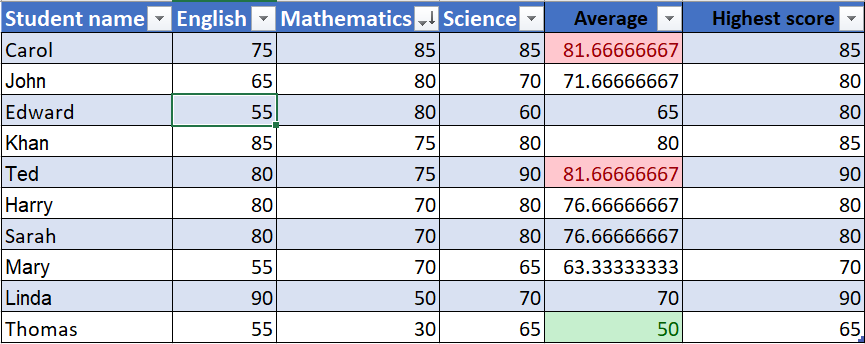 Student name English Mathematics Science Average Highest score
Carol 75 85 85 81.66666667 85
John 65 80 70 71.66666667 80
Edward 55 80 60 65 80
Khan 85 75 80 80 85
Ted 80 75 90 81.66666667 90
Harry 80 70 80 76.66666667 80
Sarah 80 70 80 76.66666667 80
Mary 55 70 65 63.33333333 70
Linda 90 50 70 70 90
Thomas 55 30 65 50 65